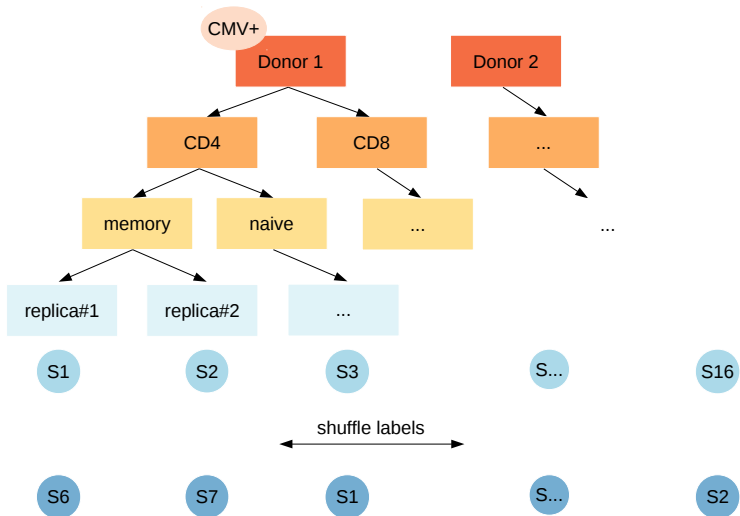 CMV+
Donor 1
Donor 2
CD4
CD8
...
memory
naive
...
...
replica#1
replica#2
...
S1
S2
S3
S...
S16
shuffle labels
S6
S7
S1
S...
S2